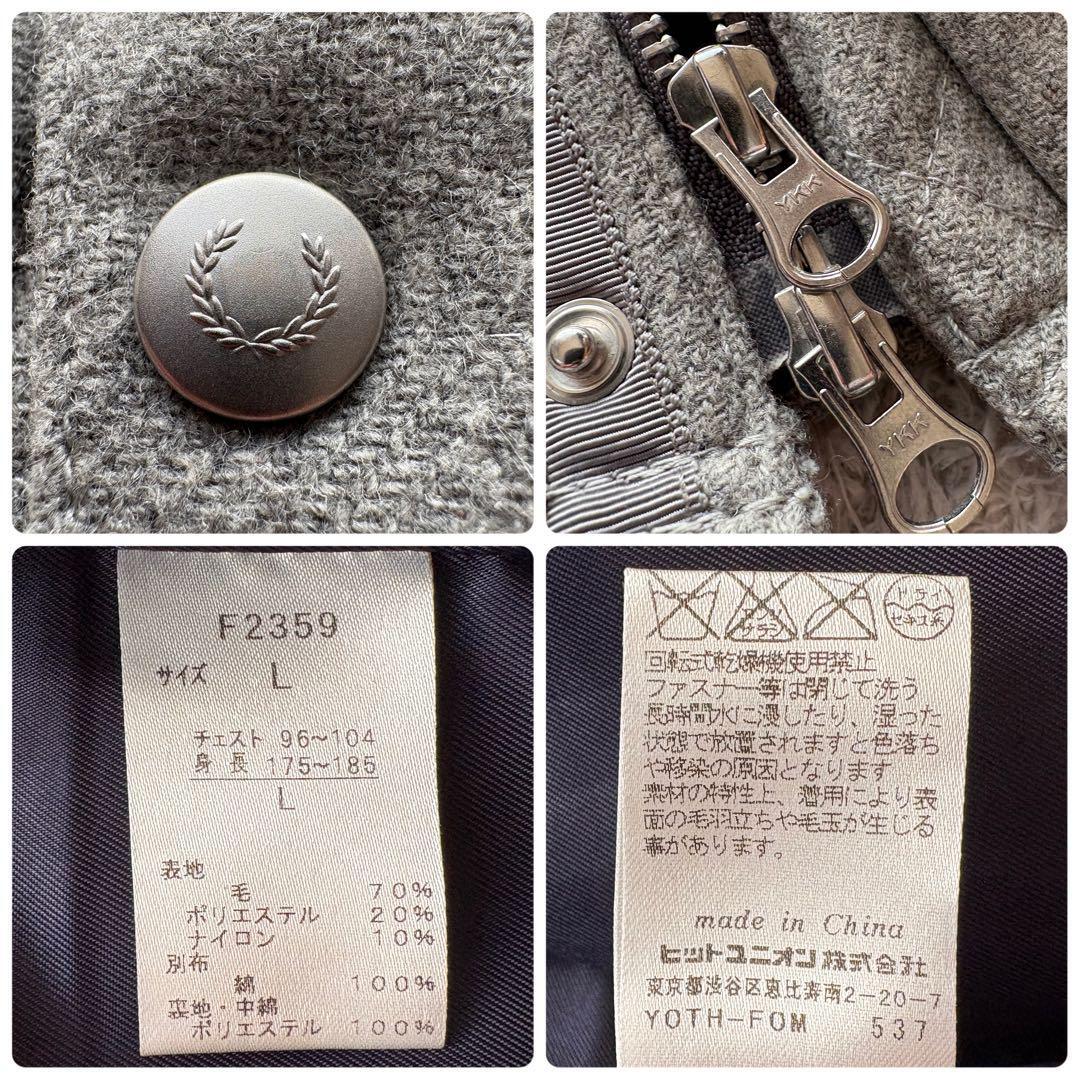 YKK
YKK
F2359
サイズ L
チェスト 96~104
身長 175~185
L
表地
毛 70%
ポリエステル 20%
ナイロン 10%
別布
綿 100%
裏地・中綿
ポリエステル 100%
ドライ
セキユ系
回転式乾燥機使用禁止
ファスナー等は閉じて洗う
長時間水に浸したり、湿った
状態で放置されますと色落ち
や移染の原因となります
素材の特性上、着用により表
面の毛羽立ちや毛玉が生じる
事があります。
made in China
ヒットユニオン株式会社
東京都渋谷区恵比寿南2-20-7
YOTH-FOM 537